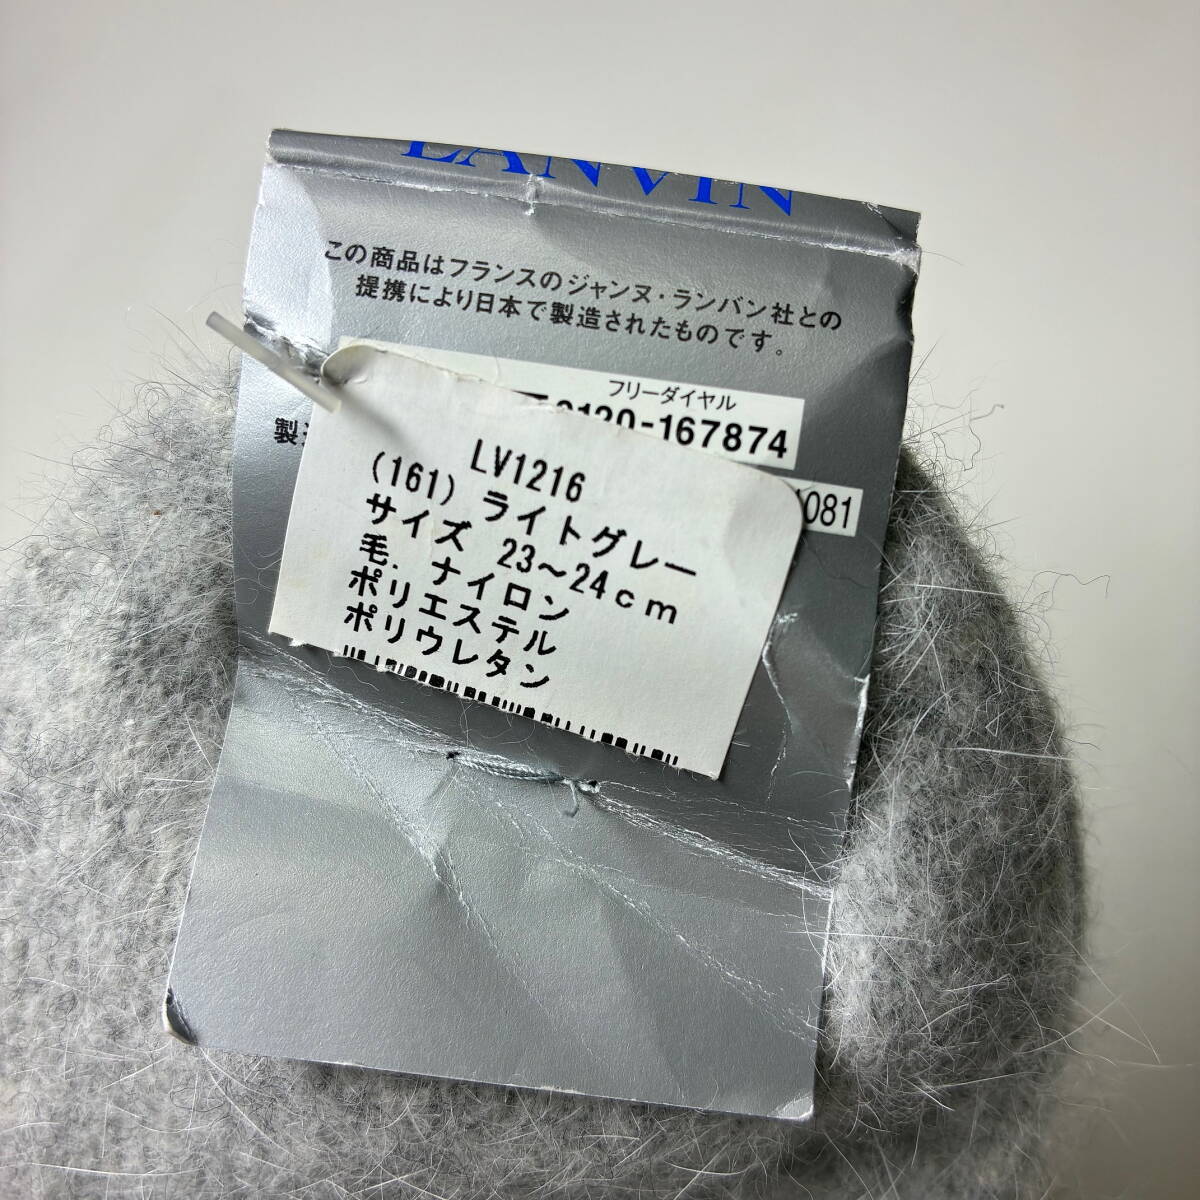 LANVIN
この商品はフランスのジャンヌ・ランバン社との
提携により日本で製造されたものです。
フリーダイヤル
0120-167874
製
1081
LV1216
(161) ライトグレー
サイズ 23～24cm
毛.ナイロン
ポリエステル
ポリウレタン